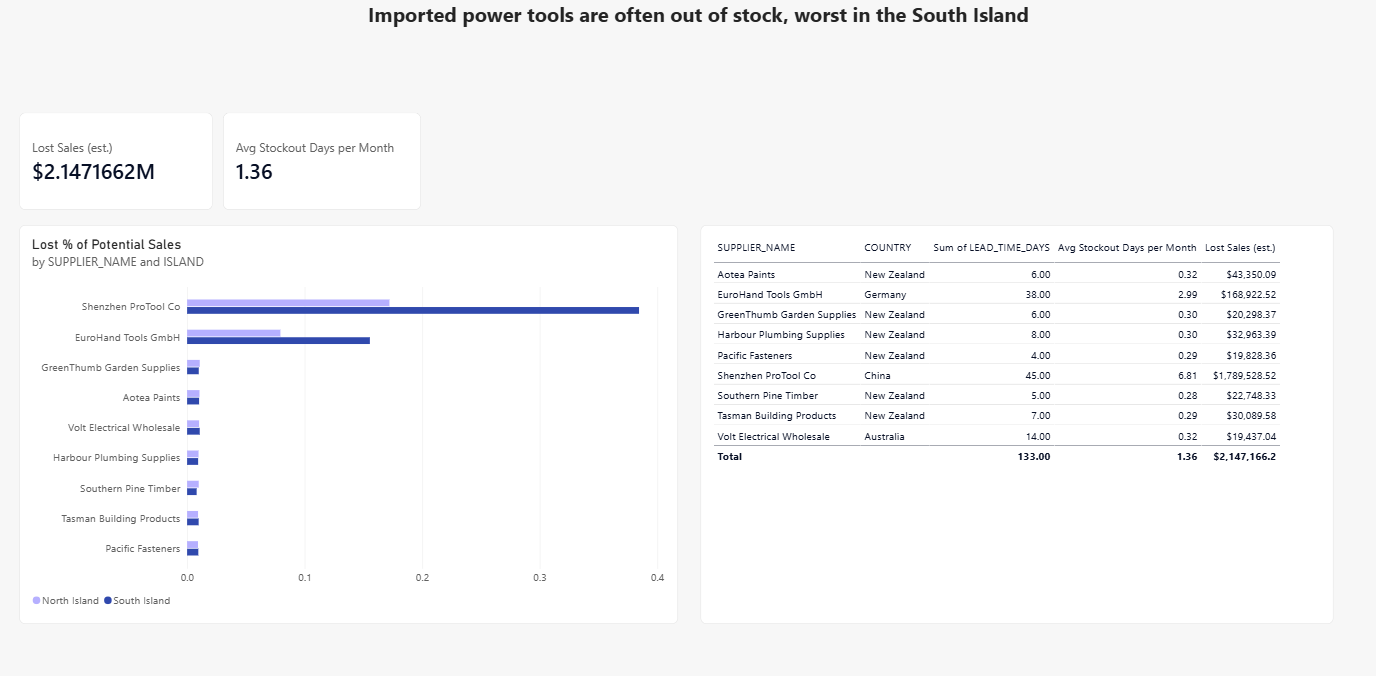 Imported power tools are often out of stock, worst in the South Island
Lost Sales (est.)
$2.1471662M
Avg Stockout Days per Month
1.36
Lost % of Potential Sales
by SUPPLIER_NAME and ISLAND
Shenzhen ProTool Co
EuroHand Tools GmbH
GreenThumb Garden Supplies
Aotea Paints
Volt Electrical Wholesale
Harbour Plumbing Supplies
Southern Pine Timber
Tasman Building Products
Pacific Fasteners
0.0 0.1 0.2 0.3 0.4
North Island South Island
SUPPLIER_NAME COUNTRY Sum of LEAD_TIME_DAYS Avg Stockout Days per Month Lost Sales (est.)
Aotea Paints New Zealand 6.00 0.32 $43,350.09
EuroHand Tools GmbH Germany 38.00 2.99 $168,922.52
GreenThumb Garden Supplies New Zealand 6.00 0.30 $20,298.37
Harbour Plumbing Supplies New Zealand 8.00 0.30 $32,963.39
Pacific Fasteners New Zealand 4.00 0.29 $19,828.36
Shenzhen ProTool Co China 45.00 6.81 $1,789,528.52
Southern Pine Timber New Zealand 5.00 0.28 $22,748.33
Tasman Building Products New Zealand 7.00 0.29 $30,089.58
Volt Electrical Wholesale Australia 14.00 0.32 $19,437.04
Total 133.00 1.36 $2,147,166.2